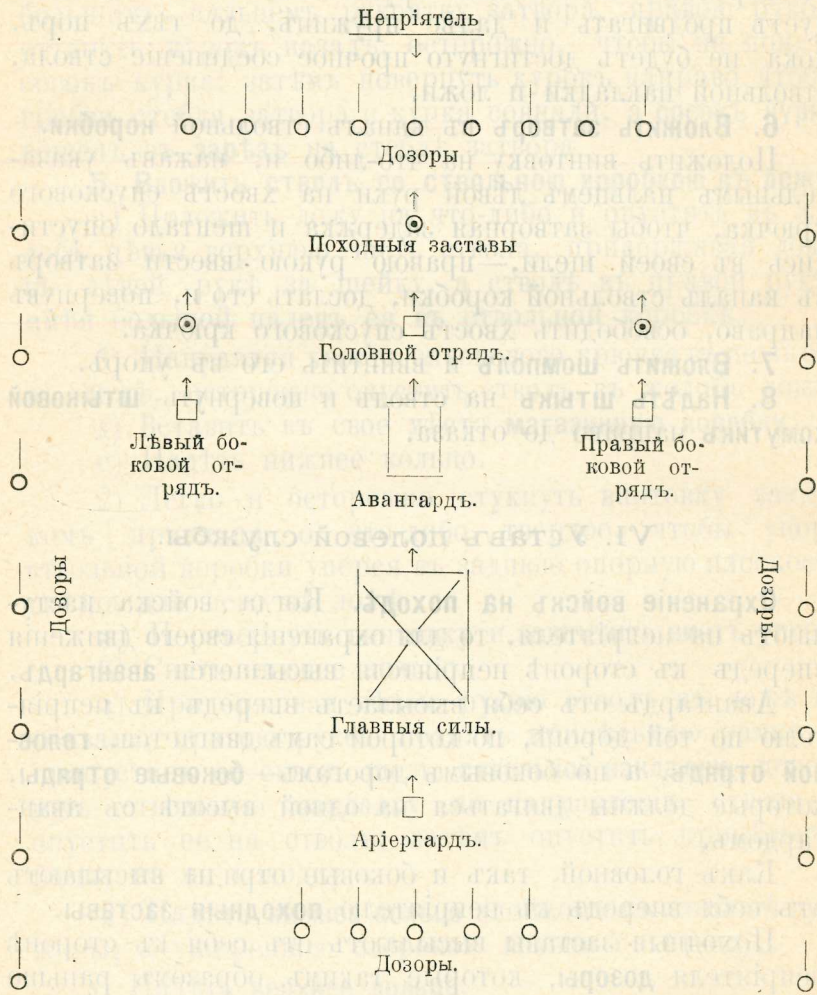 Непріятель
Дозоры
Походныя заставы
Головной отрядъ.
Лѣвый бо-
ковой от-
рядъ.
Правый бо-
ковой от-
рядъ.
Авангардъ.
Дозоры
Дозоры.
Главныя силы.
Аріергардъ.
Дозоры.